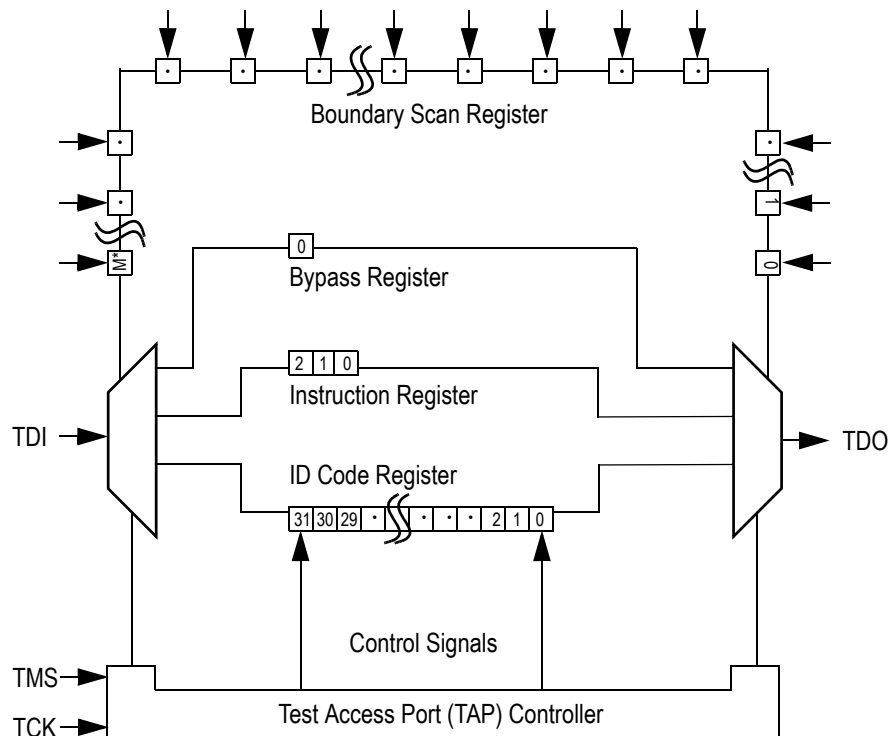 · · · · · · · ·
Boundary Scan Register
· ·
· 1
M* 0
0
Bypass Register
2 1 0
Instruction Register
TDI TDO
ID Code Register
31 30 29 · · · · 2 1 0
Control Signals
TMS
Test Access Port (TAP) Controller
TCK